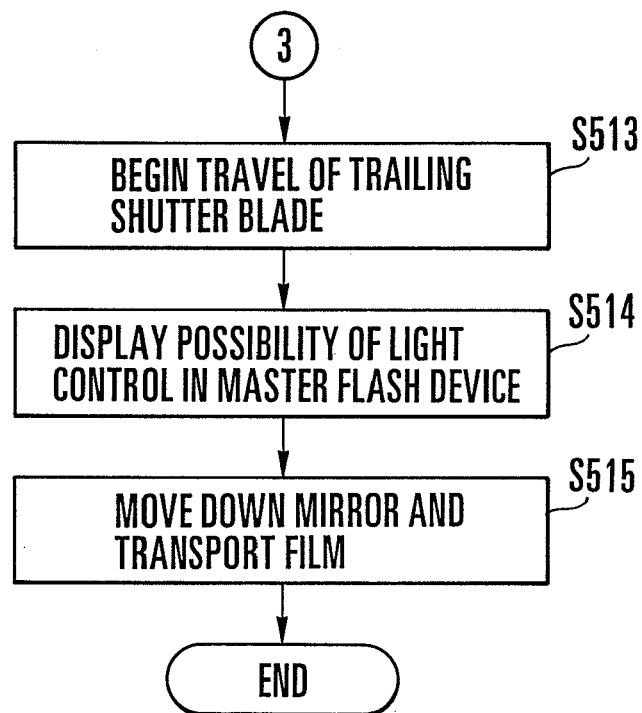 3
S513
BEGIN TRAVEL OF TRAILING
SHUTTER BLADE
S514
DISPLAY POSSIBILITY OF LIGHT
CONTROL IN MASTER FLASH DEVICE
S515
MOVE DOWN MIRROR AND
TRANSPORT FILM
END